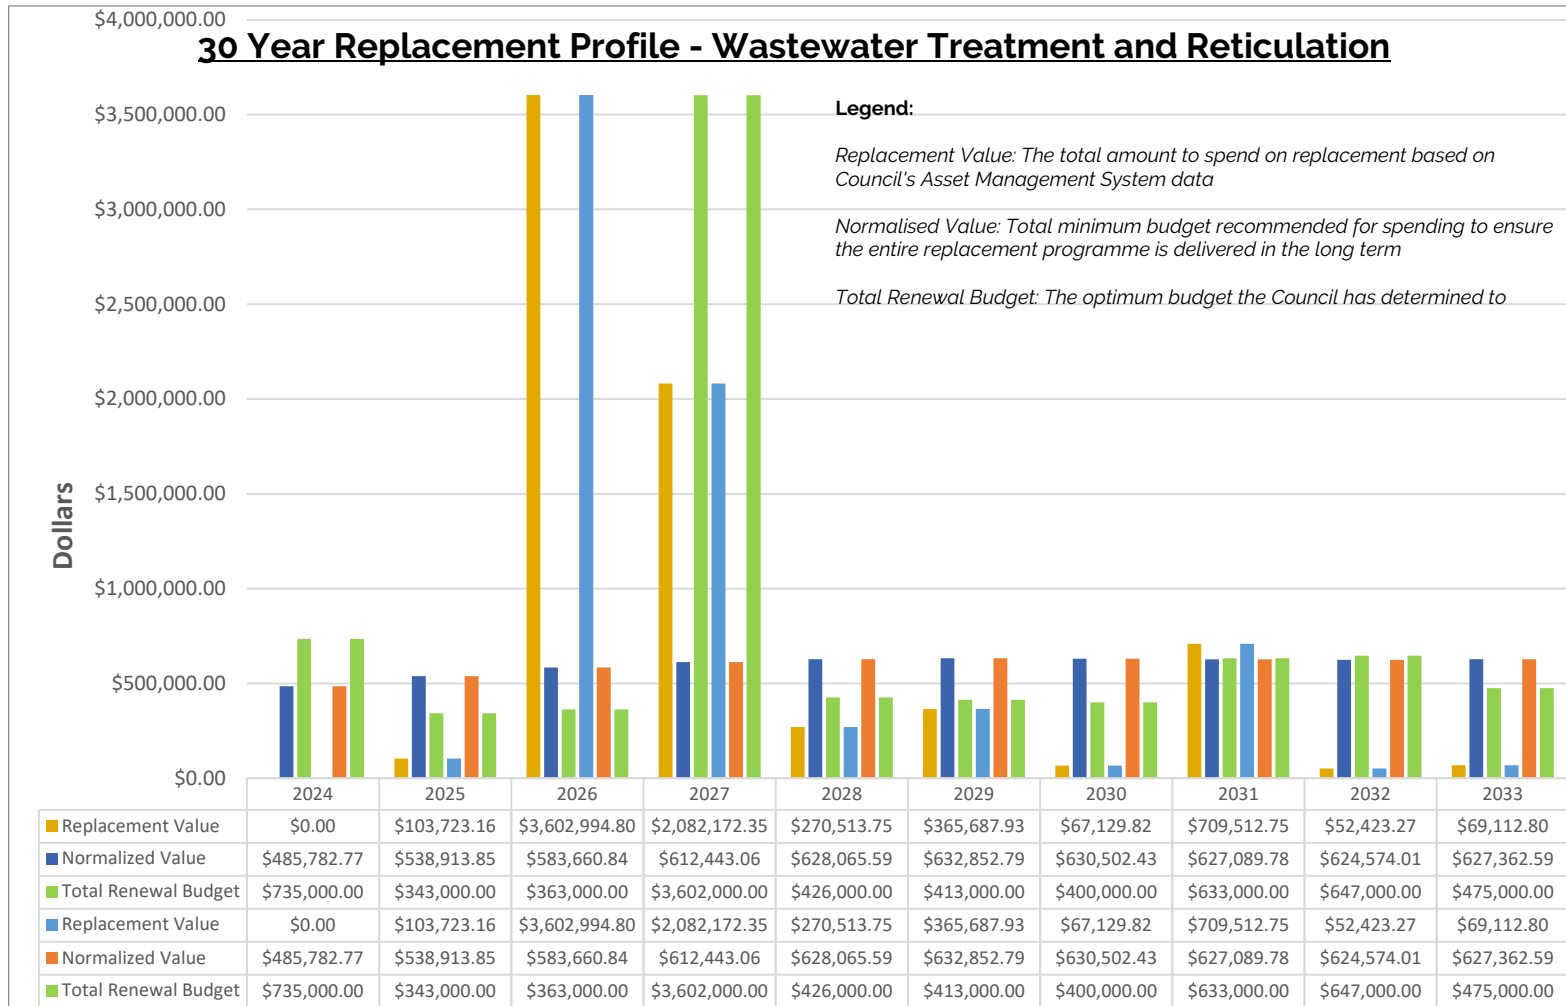 $4,000,000.00
30 Year Replacement Profile - Wastewater Treatment and Reticulation
$3,500,000.00
Legend:
Replacement Value: The total amount to spend on replacement based on
Council's Asset Management System data
$3,000,000.00
Normalised Value: Total minimum budget recommended for spending to ensure
the entire replacement programme is delivered in the long term
$2,500,000.00
Total Renewal Budget: The optimum budget the Council has determined to
$2,000,000.00
$1,500,000.00
Dollars
$1,000,000.00
$500,000.00
$0.00
2024 2025 2026 2027 2028 2029 2030 2031 2032 2033
Replacement Value $0.00 $103,723.16 $3,602,994.80 $2,082,172.35 $270,513.75 $365,687.93 $67,129.82 $709,512.75 $52,423.27 $69,112.80
Normalized Value $485,782.77 $538,913.85 $583,660.84 $612,443.06 $628,065.59 $632,852.79 $630,502.43 $627,089.78 $624,574.01 $627,362.59
Total Renewal Budget $735,000.00 $343,000.00 $363,000.00 $3,602,000.00 $426,000.00 $413,000.00 $400,000.00 $633,000.00 $647,000.00 $475,000.00
Replacement Value $0.00 $103,723.16 $3,602,994.80 $2,082,172.35 $270,513.75 $365,687.93 $67,129.82 $709,512.75 $52,423.27 $69,112.80
Normalized Value $485,782.77 $538,913.85 $583,660.84 $612,443.06 $628,065.59 $632,852.79 $630,502.43 $627,089.78 $624,574.01 $627,362.59
Total Renewal Budget $735,000.00 $343,000.00 $363,000.00 $3,602,000.00 $426,000.00 $413,000.00 $400,000.00 $633,000.00 $647,000.00 $475,000.00